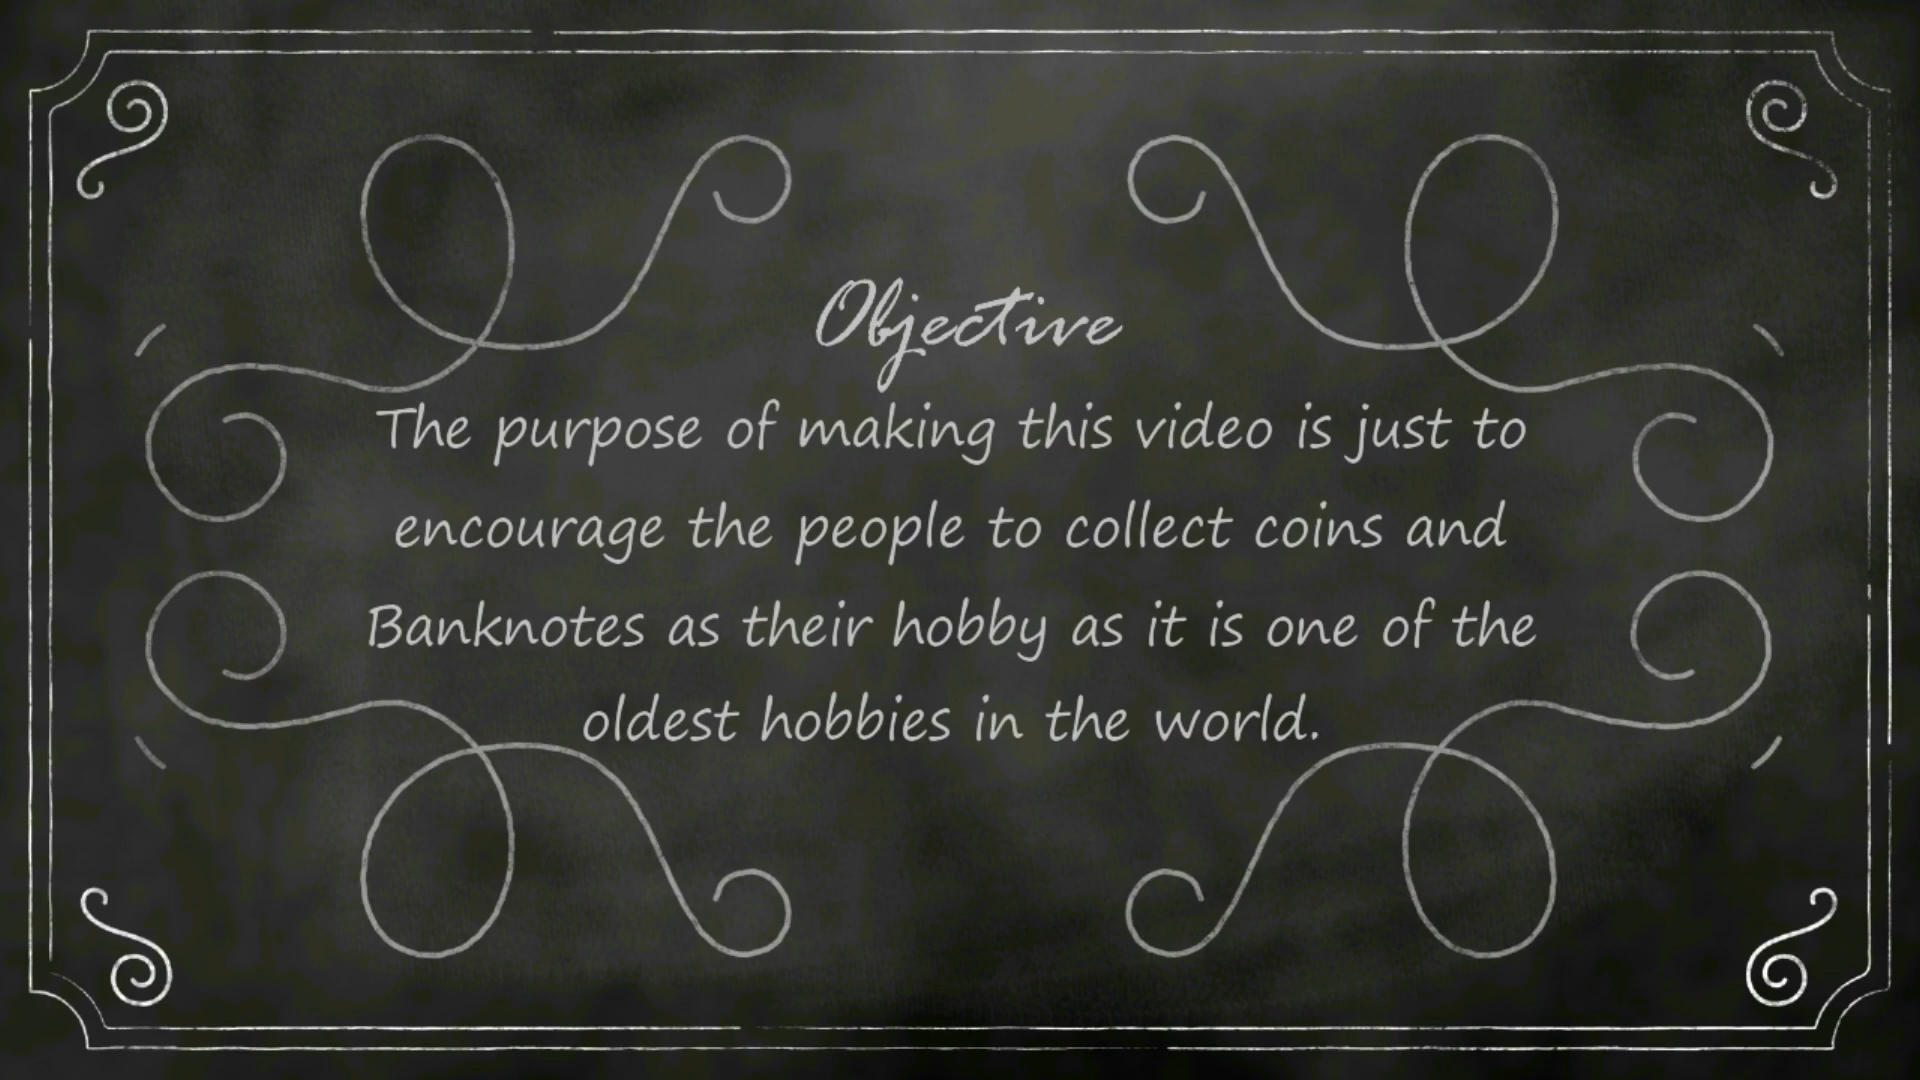 Objective
The purpose of making this video is just to
encourage the people to collect coins and
Banknotes as their hobby as it is one of the
oldest hobbies in the world.